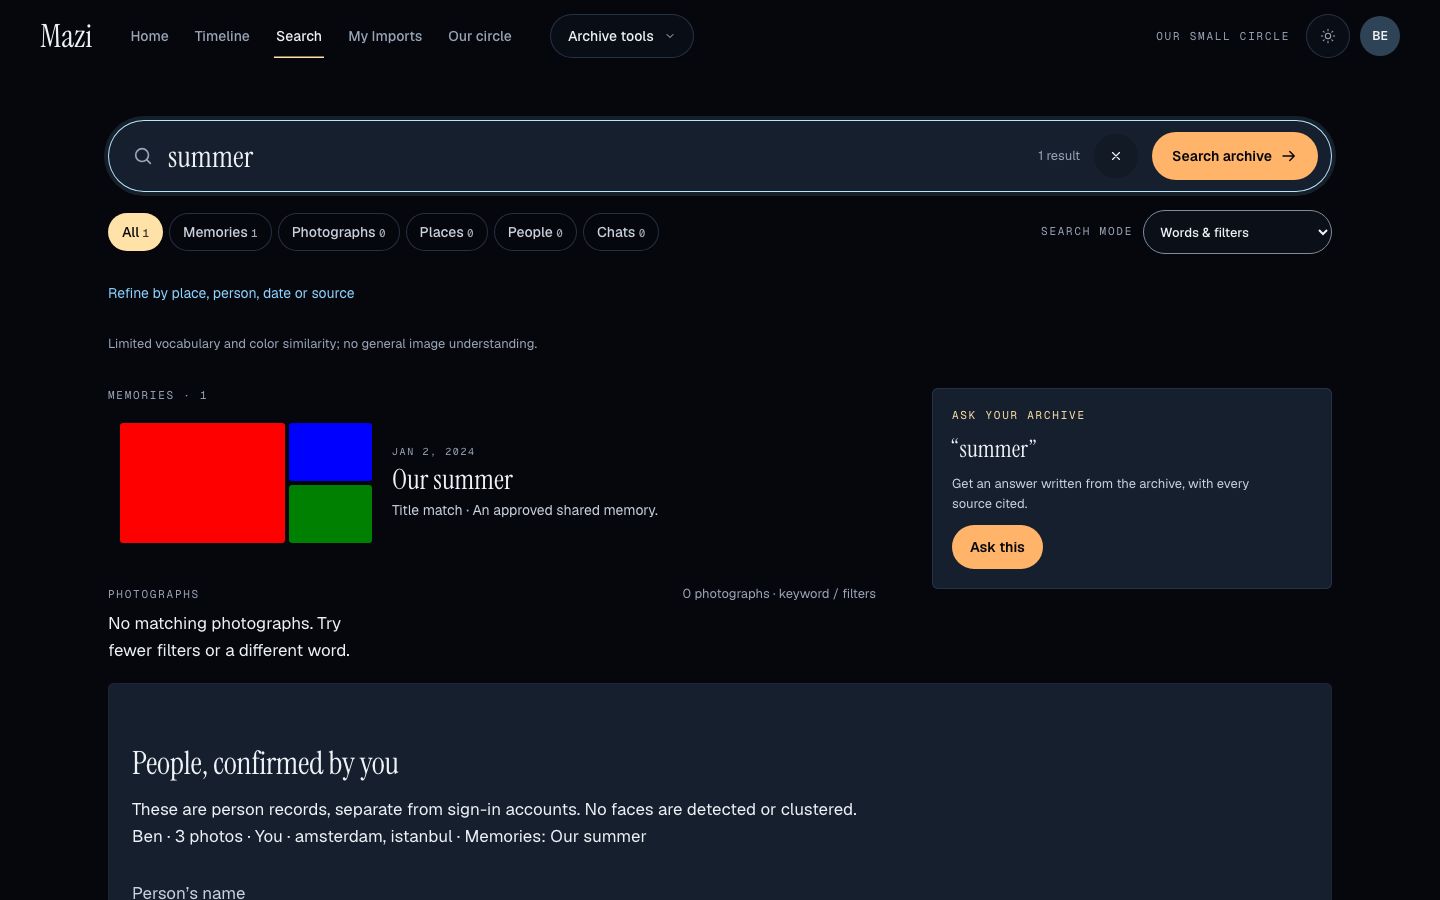 Mazi
Home
Timeline
Search
My Imports
Our circle
Archive tools
OUR SMALL CIRCLE
BE
summer
1 result
Search archive
All 1
Memories 1
Photographs 0
Places 0
People 0
Chats 0
SEARCH MODE
Words & filters
Refine by place, person, date or source
Limited vocabulary and color similarity; no general image understanding.
MEMORIES · 1
JAN 2, 2024
Our summer
Title match · An approved shared memory.
ASK YOUR ARCHIVE
“summer”
Get an answer written from the archive, with every
source cited.
Ask this
PHOTOGRAPHS
0 photographs · keyword / filters
No matching photographs. Try
fewer filters or a different word.
People, confirmed by you
These are person records, separate from sign-in accounts. No faces are detected or clustered.
Ben · 3 photos · You · amsterdam, istanbul · Memories: Our summer
Person’s name